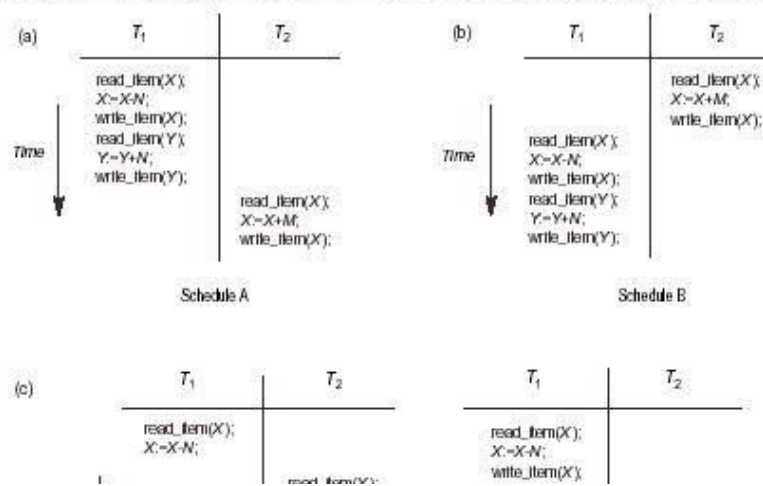 (a)
T₁
T₂
read_item(X);
X:=X-N;
write_item(X);
read_item(Y);
Y:=Y+N;
write_item(Y);
Time
read_item(X);
X:=X+M;
write_item(X);
Schedule A
(b)
T₁
T₂
read_item(X);
X:=X+M;
write_item(X);
Time
read_item(X);
X:=X-N;
write_item(X);
read_item(Y);
Y:=Y+N;
write_item(Y);
Schedule B
(c)
T₁
T₂
read_item(X);
X:=X-N;
read_item(X);
T₁
T₂
read_item(X);
X:=X-N;
write_item(X);